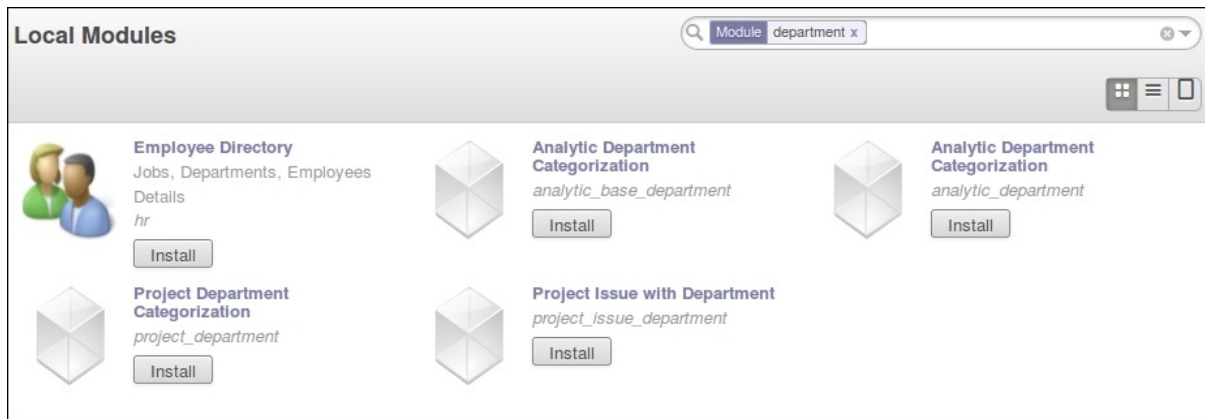 Local Modules
Module department x
Employee Directory
Jobs, Departments, Employees
Details
hr
Install
Analytic Department
Categorization
analytic_base_department
Install
Analytic Department
Categorization
analytic_department
Install
Project Department
Categorization
project_department
Install
Project Issue with Department
project_issue_department
Install